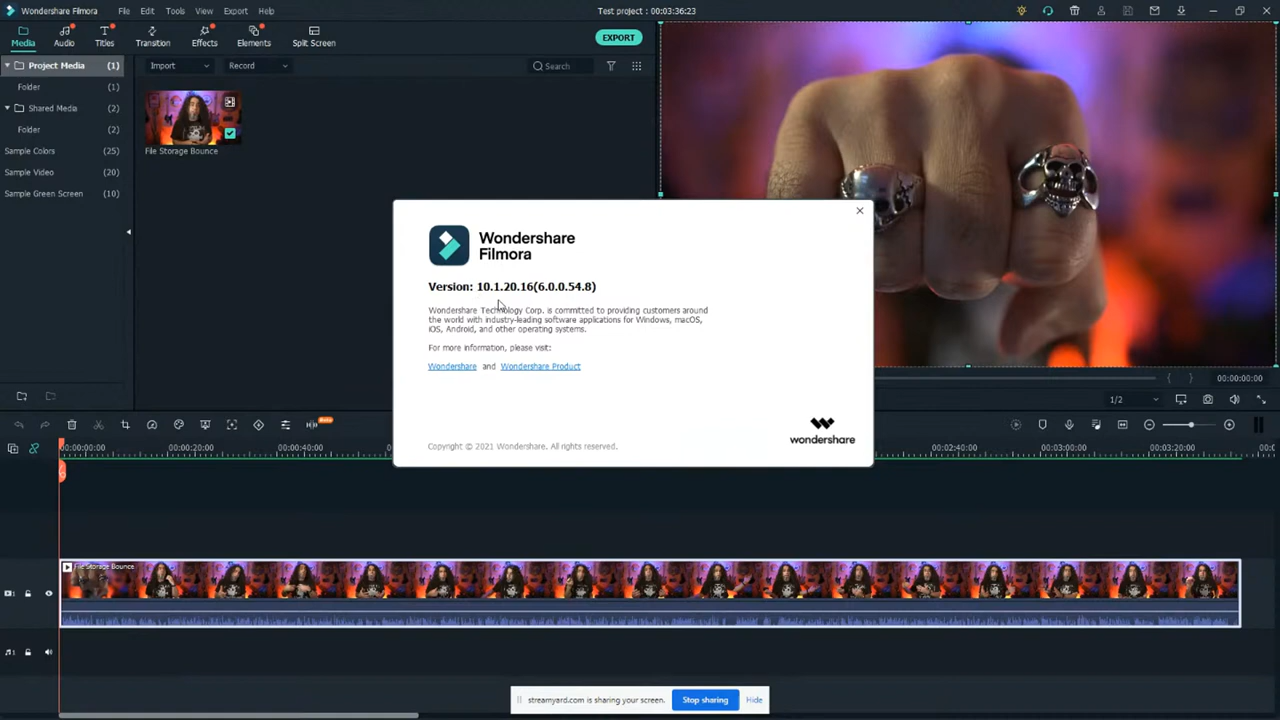 Wondershare Filmora File Edit Tools View Export Help Test project : 00:03:36:23
Media Audio Titles Transition Effects Elements Split Screen EXPORT
Project Media (1) Import Record Search
Folder (1)
Shared Media (2)
Folder (2)
Sample Colors (25)
Sample Video (20)
Sample Green Screen (10)
File Storage Bounce
Wondershare
Filmora
Version: 10.1.20.16(6.0.0.54.8)
Wondershare Technology Corp. is committed to providing customers around
the world with industry-leading software applications for Windows, macOS,
iOS, Android, and other operating systems.
For more information, please visit:
Wondershare and Wondershare Product
wondershare
Copyright © 2021 Wondershare. All rights reserved.
00:00:00:00
1/2
Beta
00:00:00:00 00:00:20:00 00:00:40:00 00:02:40:00 00:03:00:00 00:03:20:00
File Storage Bounce
1
1
streamyard.com is sharing your screen. Stop sharing Hide